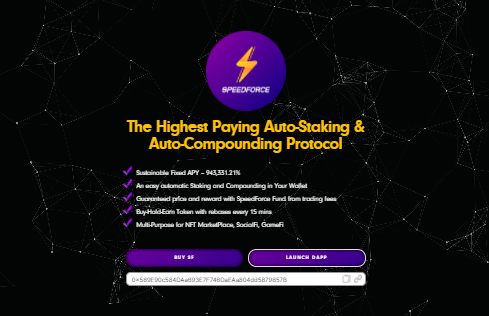 SPEEDFORCE
The Highest Paying Auto-Staking &
Auto-Compounding Protocol
Sustainable Fixed APY – 943,331.21%
An easy automatic Staking and Compounding in Your Wallet
Guaranteed price and reward with SpeedForce Fund from trading fees
Buy-Hold-Earn Token with rebases every 15 mins
Multi-Purpose for NFT MarketPlace, SocialFi, GameFi
BUY SF
LAUNCH DAPP